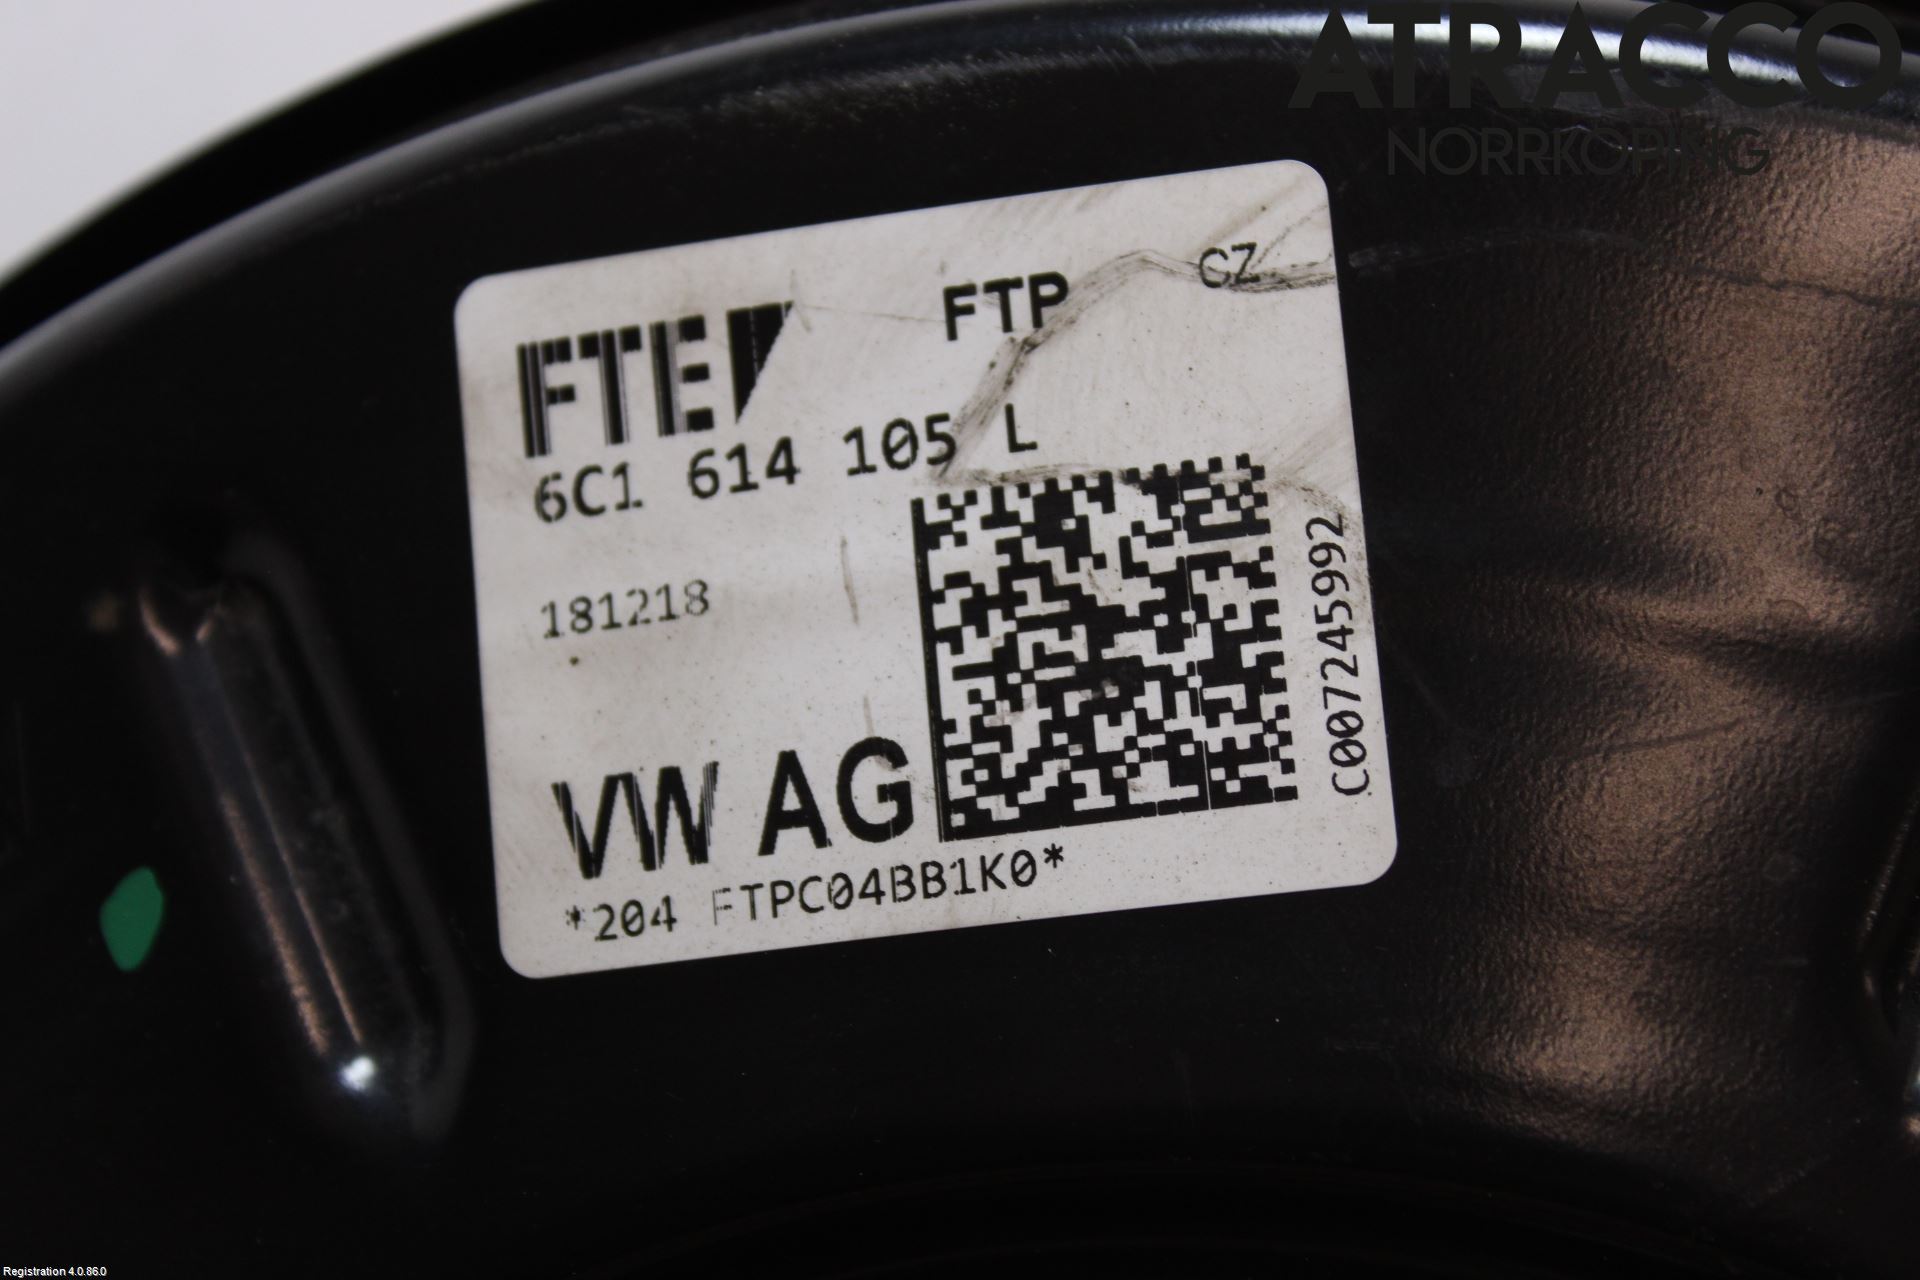 ATRACCO
NORRKÖPING
FTE FTP CZ
6C1 614 105 L
181218
C007245992
VW AG
*204 FTPC04BB1K0*
Registration 4.0.86.0